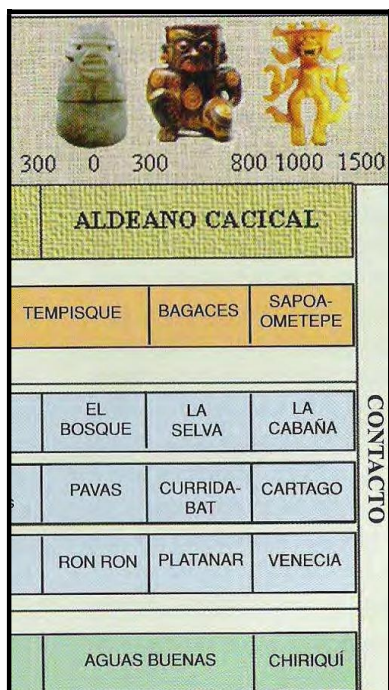 300 0 300 800 1000 1500
ALDEANO CACICAL
TEMPISQUE BAGACES SAPOA-
OMETEPE
EL LA LA
BOSQUE SELVA CABAÑA
PAVAS CURRIDA- CARTAGO
BAT
RON RON PLATANAR VENECIA
AGUAS BUENAS CHIRIQUÍ
CONTACTO